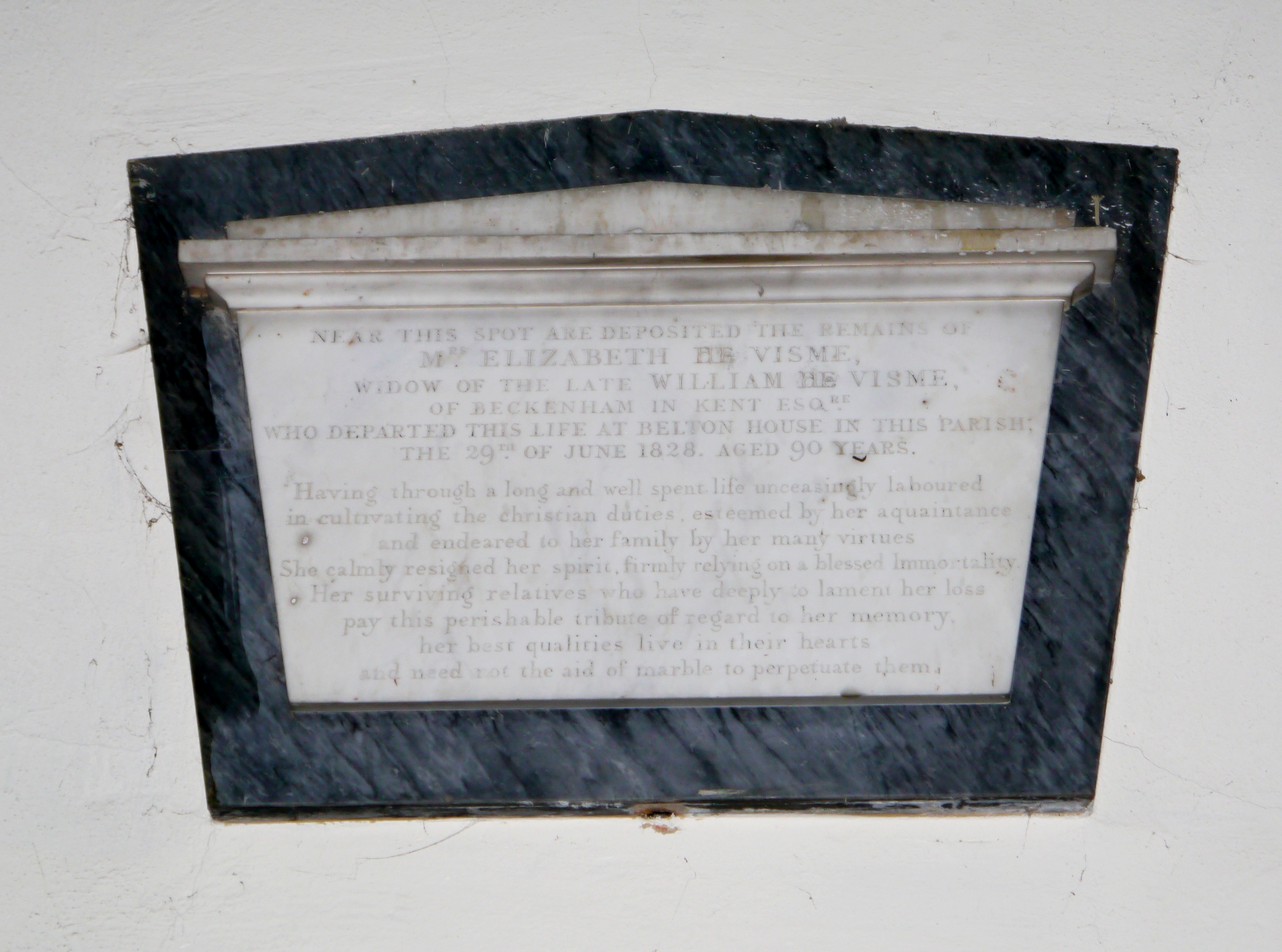 NEAR THIS SPOT ARE DEPOSITED THE REMAINS OF
Mrs. ELIZABETH DE VISME,
WIDOW OF THE LATE WILLIAM DE VISME,
OF BECKENHAM IN KENT ESQRE
WHO DEPARTED THIS LIFE AT BELTON HOUSE IN THIS PARISH;
THE 29TH OF JUNE 1828. AGED 90 YEARS.
Having through a long and well spent life unceasingly laboured
in cultivating the christian duties, esteemed by her aquaintance
and endeared to her family by her many virtues
She calmly resigned her spirit, firmly relying on a blessed Immortality.
Her surviving relatives who have deeply to lament her loss
pay this perishable tribute of regard to her memory,
her best qualities live in their hearts
and need not the aid of marble to perpetuate them.